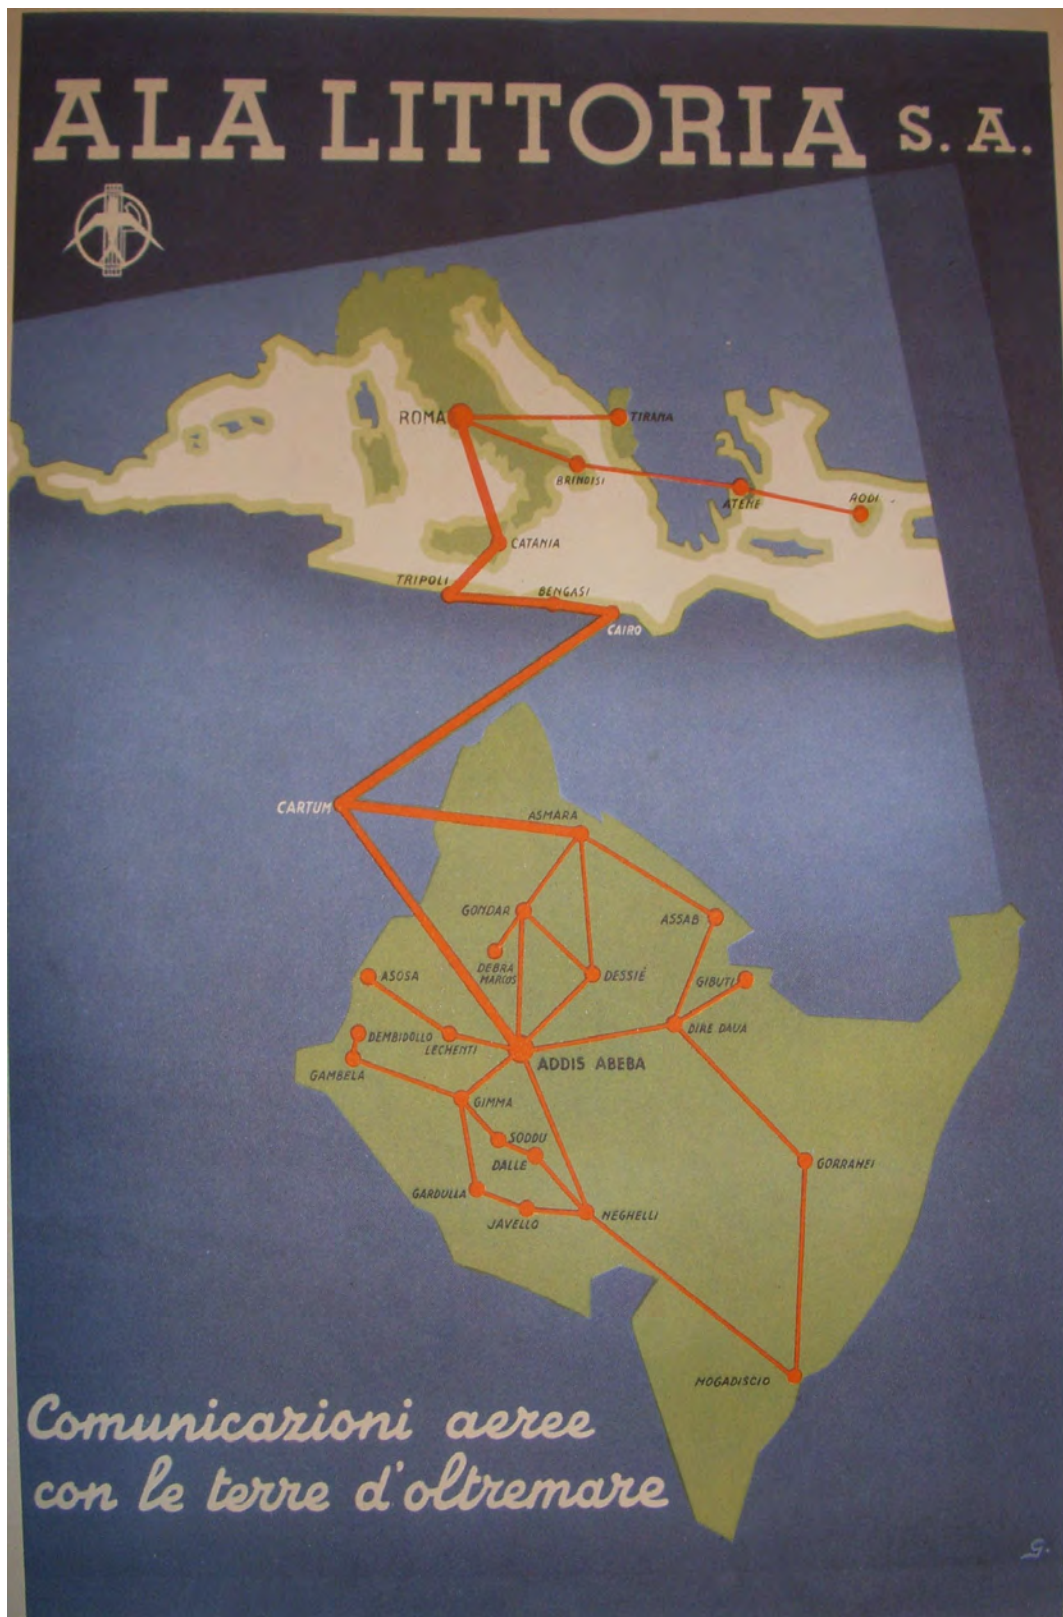 ALA LITTORIA S. A.
ROMA
TIRANA
BRINDISI
ATENE
RODI
CATANIA
TRIPOLI
BENGASI
CAIRO
CARTUM
ASMARA
GONDAR
ASSAB
DEBRA
MARCOS
DESSIÉ
GIBUTI
ASOSA
DEMBIDOLLO
LECHENTI
DIRE DAUA
GAMBELA
ADDIS ABEBA
GIMMA
SODDU
DALLE
GORRAHEI
GARDULLA
JAVELLO
NEGHELLI
MOGADISCIO
Comunicazioni aeree
con le terre d'oltremare
G.